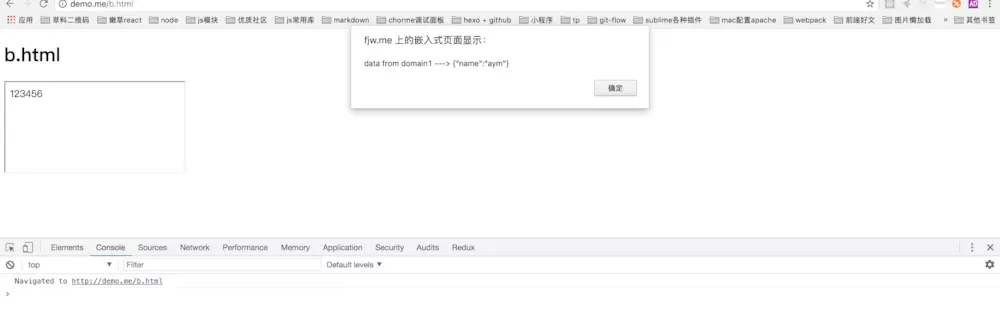 demo.me/b.html
应用 草料二维码 嫩草react node js模块 优质社区 js常用库 markdown chorme调试面板 hexo + github 小程序 tp git-flow sublime各种插件 mac配置apache webpack 前端好文 图片懒加载 » 其他书签
fjw.me 上的嵌入式页面显示：
b.html
data from domain1 ---> {"name":"aym"}
确定
123456
Elements Console Sources Network Performance Memory Application Security Audits Redux
top Filter Default levels
Navigated to http://demo.me/b.html